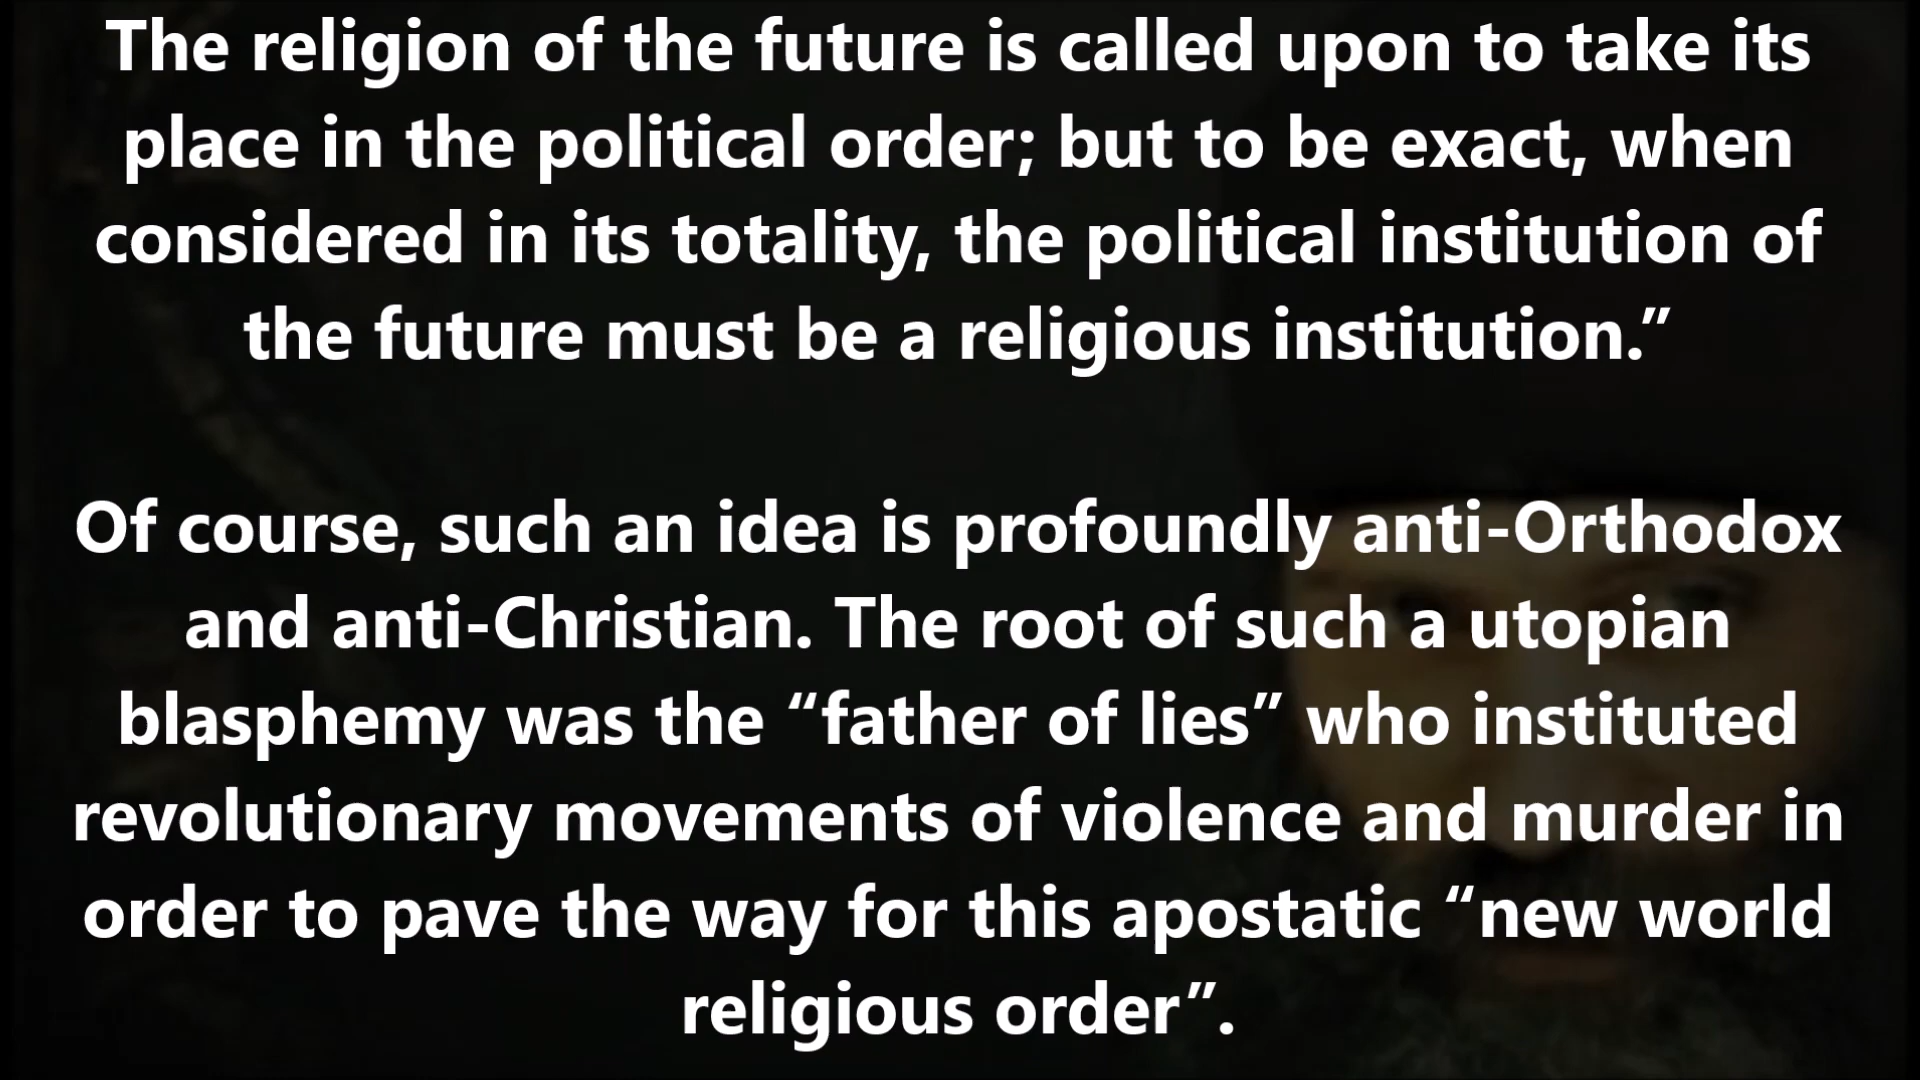 The religion of the future is called upon to take its
place in the political order; but to be exact, when
considered in its totality, the political institution of
the future must be a religious institution.”
Of course, such an idea is profoundly anti-Orthodox
and anti-Christian. The root of such a utopian
blasphemy was the “father of lies” who instituted
revolutionary movements of violence and murder in
order to pave the way for this apostatic “new world
religious order”.